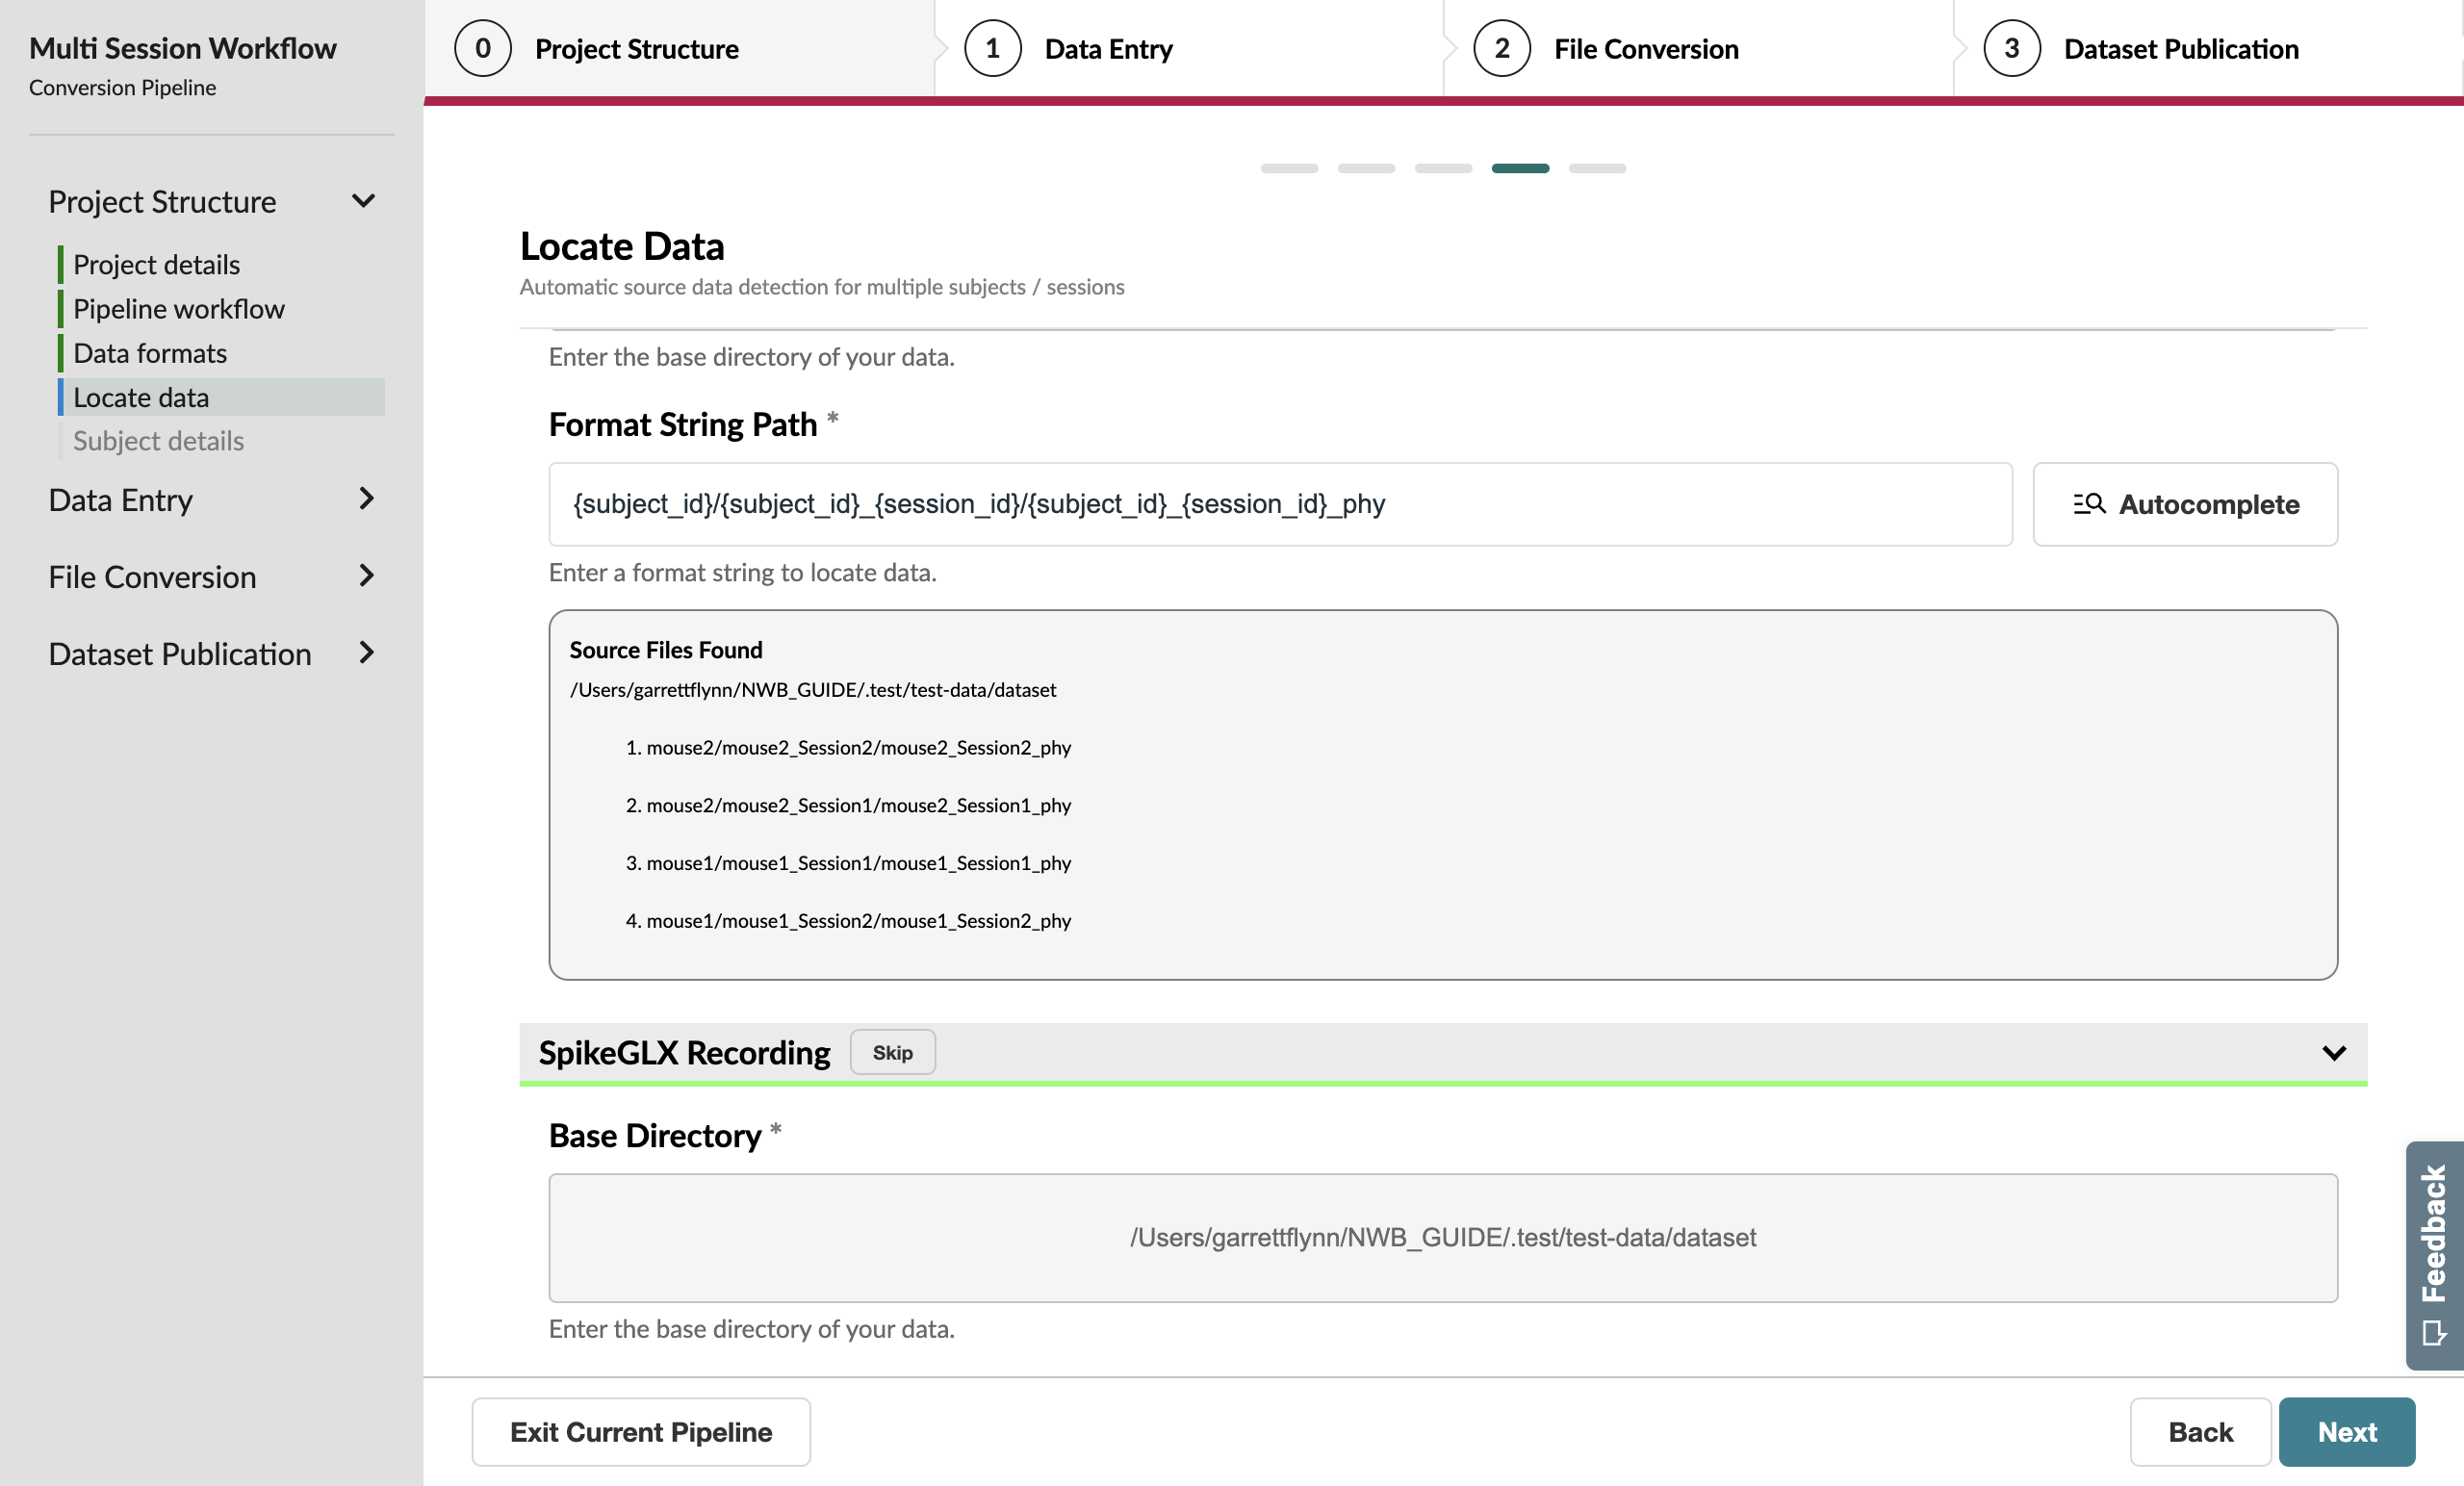 Multi Session Workflow
Conversion Pipeline
Project Structure
Project details
Pipeline workflow
Data formats
Locate data
Subject details
Data Entry
File Conversion
Dataset Publication
0 Project Structure
1 Data Entry
2 File Conversion
3 Dataset Publication
Locate Data
Automatic source data detection for multiple subjects / sessions
Enter the base directory of your data.
Format String Path *
{subject_id}/{subject_id}_{session_id}/{subject_id}_{session_id}_phy
Autocomplete
Enter a format string to locate data.
Source Files Found
/Users/garrettflynn/NWB_GUIDE/.test/test-data/dataset
1. mouse2/mouse2_Session2/mouse2_Session2_phy
2. mouse2/mouse2_Session1/mouse2_Session1_phy
3. mouse1/mouse1_Session1/mouse1_Session1_phy
4. mouse1/mouse1_Session2/mouse1_Session2_phy
SpikeGLX Recording Skip
Base Directory *
/Users/garrettflynn/NWB_GUIDE/.test/test-data/dataset
Enter the base directory of your data.
Feedback
Exit Current Pipeline
Back
Next